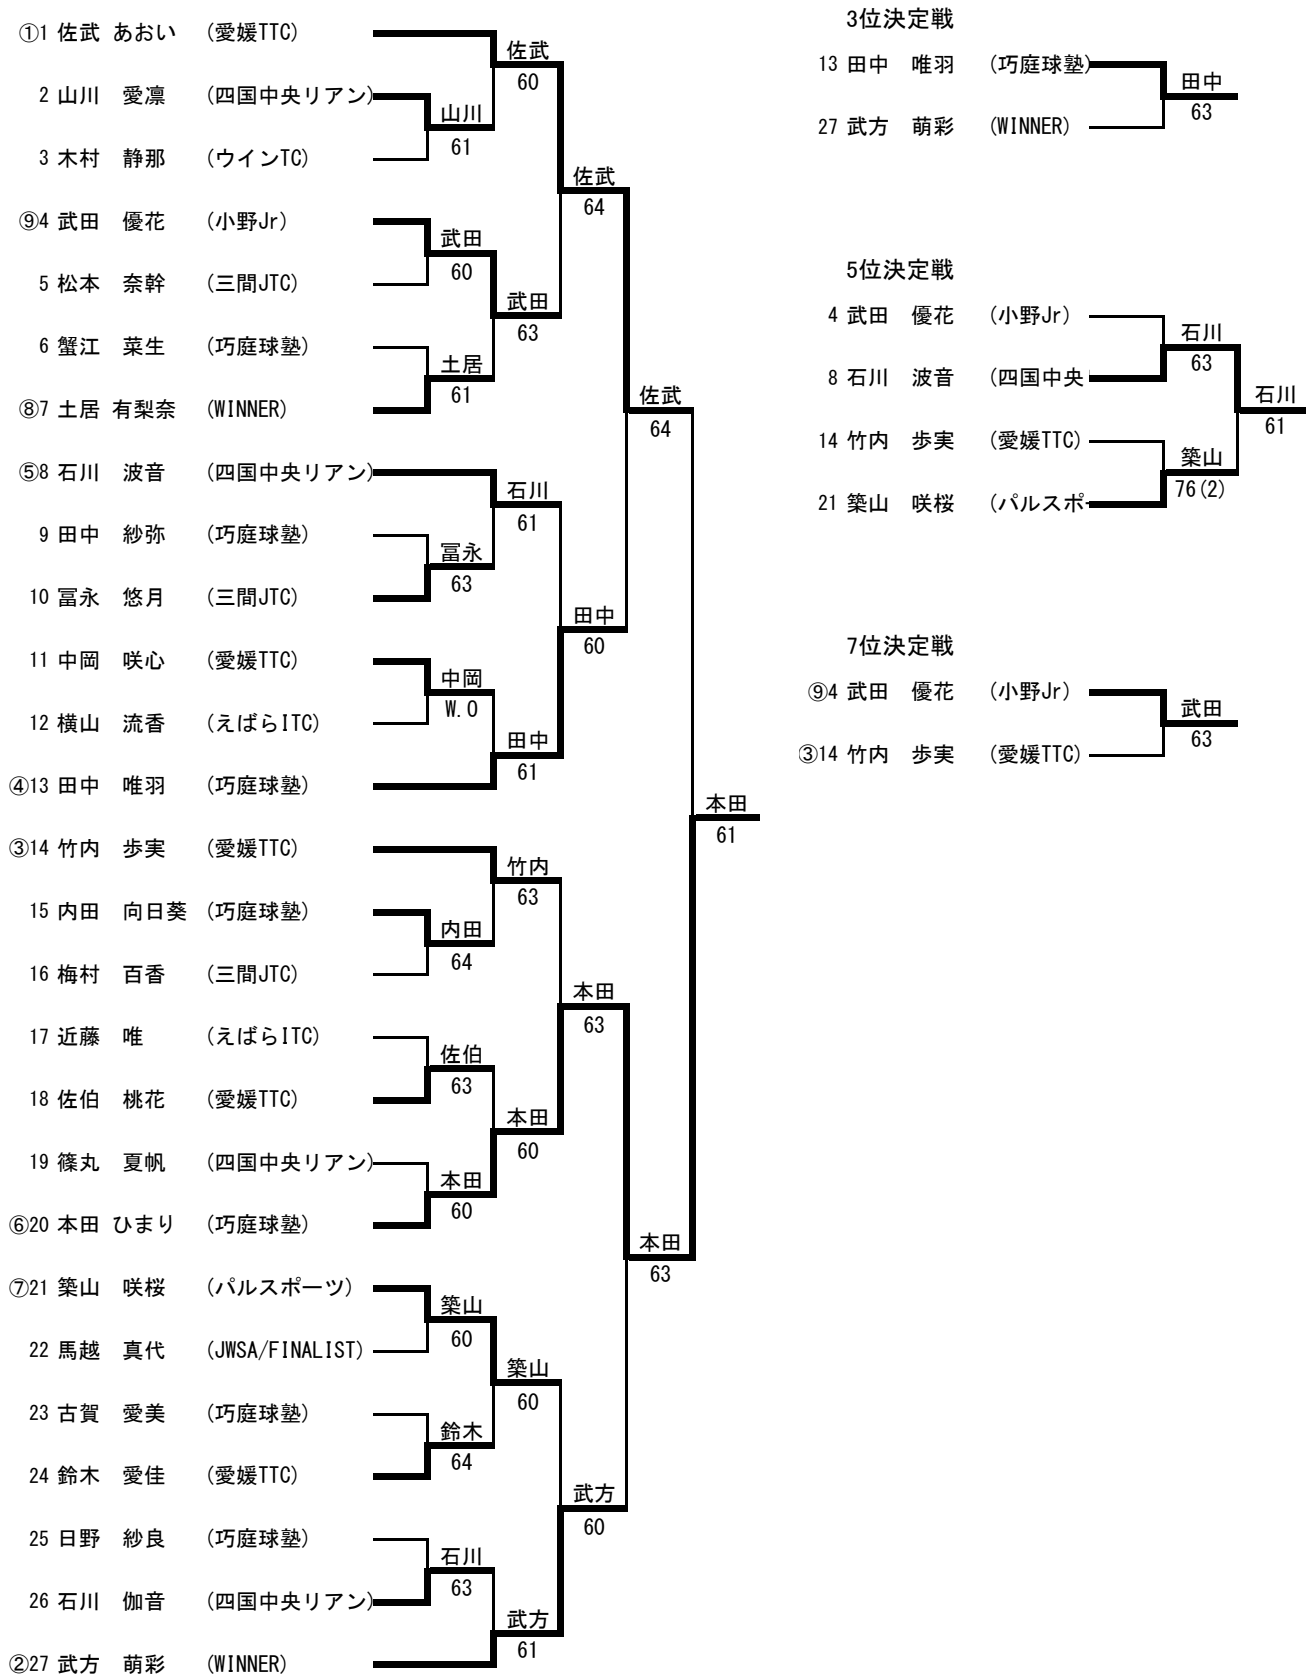 ①1 佐武 あおい (愛媛TTC)
2 山川 愛凛 (四国中央リアン)
3 木村 静那 (ウインTC)
⑨4 武田 優花 (小野Jr)
5 松本 奈幹 (三間JTC)
6 蟹江 菜生 (巧庭球塾)
⑧7 土居 有梨奈 (WINNER)
⑤8 石川 波音 (四国中央リアン)
9 田中 紗弥 (巧庭球塾)
10 冨永 悠月 (三間JTC)
11 中岡 咲心 (愛媛TTC)
12 横山 流香 (えばらITC)
④13 田中 唯羽 (巧庭球塾)
③14 竹内 歩実 (愛媛TTC)
15 内田 向日葵 (巧庭球塾)
16 梅村 百香 (三間JTC)
17 近藤 唯 (えばらITC)
18 佐伯 桃花 (愛媛TTC)
19 篠丸 夏帆 (四国中央リアン)
⑥20 本田 ひまり (巧庭球塾)
⑦21 築山 咲桜 (パルスポーツ)
22 馬越 真代 (JWSA/FINALIST)
23 古賀 愛美 (巧庭球塾)
24 鈴木 愛佳 (愛媛TTC)
25 日野 紗良 (巧庭球塾)
26 石川 伽音 (四国中央リアン)
②27 武方 萌彩 (WINNER)
山川
61
武田
60
土居
61
冨永
63
中岡
W.O
内田
64
佐伯
63
本田
60
築山
60
鈴木
64
石川
63
佐武
60
武田
63
石川
61
田中
61
竹内
63
本田
60
築山
60
武方
61
佐武
64
田中
60
本田
63
武方
60
佐武
64
本田
63
本田
61
3位決定戦
13 田中 唯羽 (巧庭球塾)
27 武方 萌彩 (WINNER)
田中
63
5位決定戦
4 武田 優花 (小野Jr)
8 石川 波音 (四国中央
14 竹内 歩実 (愛媛TTC)
21 築山 咲桜 (パルスポ
石川
63
築山
76(2)
石川
61
7位決定戦
⑨4 武田 優花 (小野Jr)
③14 竹内 歩実 (愛媛TTC)
武田
63